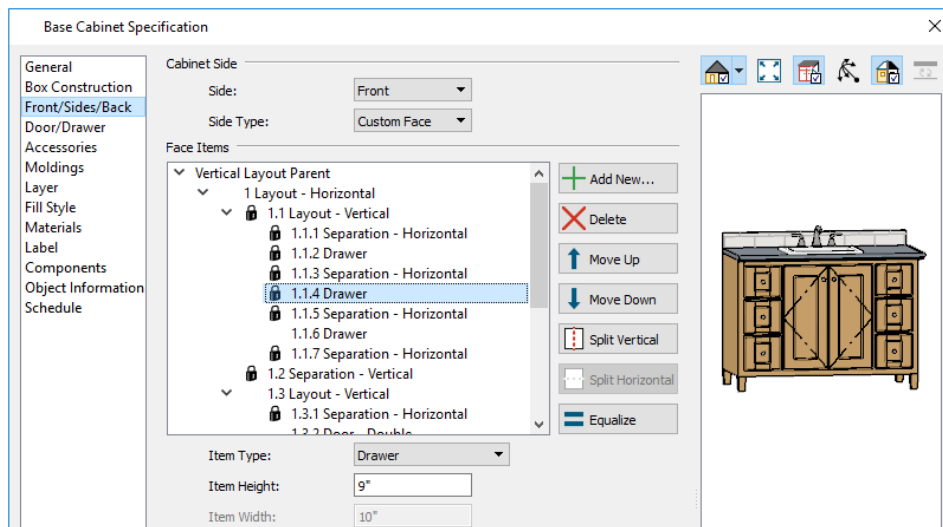 Base Cabinet Specification
General
Box Construction
Front/Sides/Back
Door/Drawer
Accessories
Moldings
Layer
Fill Style
Materials
Label
Components
Object Information
Schedule
Cabinet Side
Side: Front
Side Type: Custom Face
Face Items
Vertical Layout Parent
1 Layout - Horizontal
1.1 Layout - Vertical
1.1.1 Separation - Horizontal
1.1.2 Drawer
1.1.3 Separation - Horizontal
1.1.4 Drawer
1.1.5 Separation - Horizontal
1.1.6 Drawer
1.1.7 Separation - Horizontal
1.2 Separation - Vertical
1.3 Layout - Vertical
1.3.1 Separation - Horizontal
1.3.2 Door - Double
Add New...
Delete
Move Up
Move Down
Split Vertical
Split Horizontal
Equalize
Item Type: Drawer
Item Height: 9"
Item Width: 10"